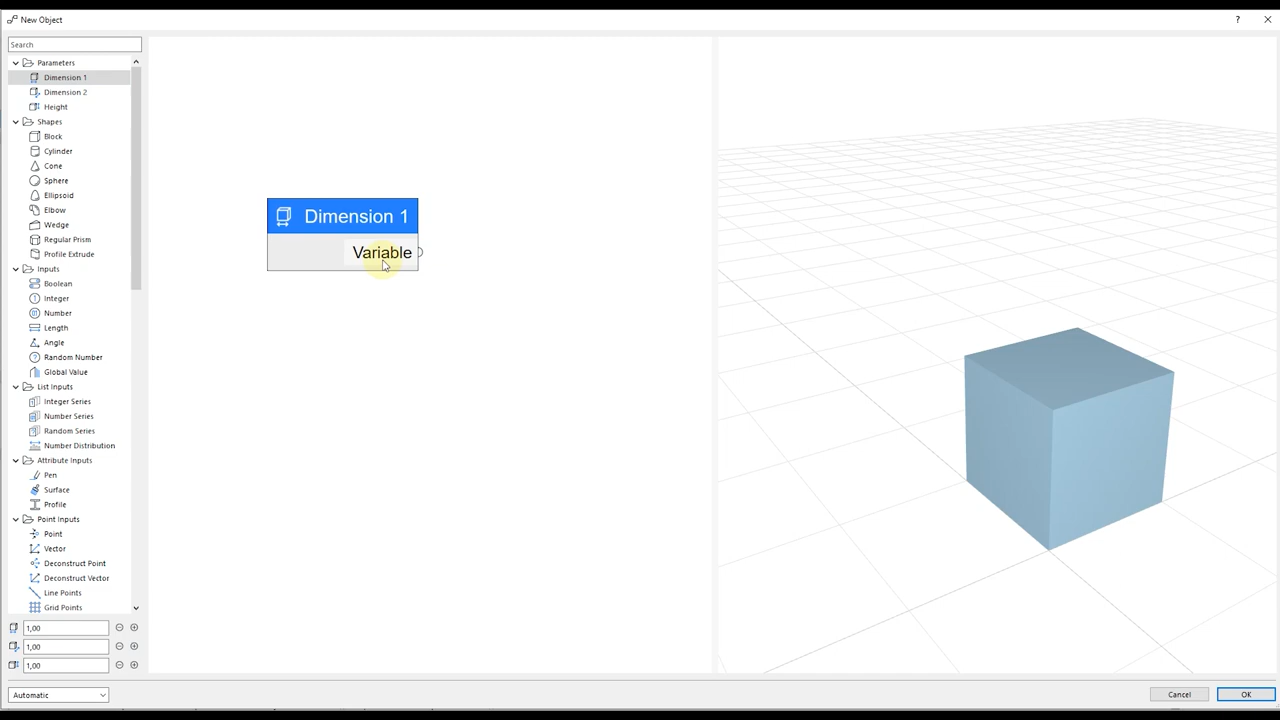 New Object
?
Search
Parameters
Dimension 1
Dimension 2
Height
Shapes
Block
Cylinder
Cone
Sphere
Ellipsoid
Elbow
Wedge
Regular Prism
Profile Extrude
Inputs
Boolean
Integer
Number
Length
Angle
Random Number
Global Value
List Inputs
Integer Series
Number Series
Random Series
Number Distribution
Attribute Inputs
Pen
Surface
Profile
Point Inputs
Point
Vector
Deconstruct Point
Deconstruct Vector
Line Points
Grid Points
1,00
1,00
1,00
Automatic
Dimension 1
Variable
Cancel
OK